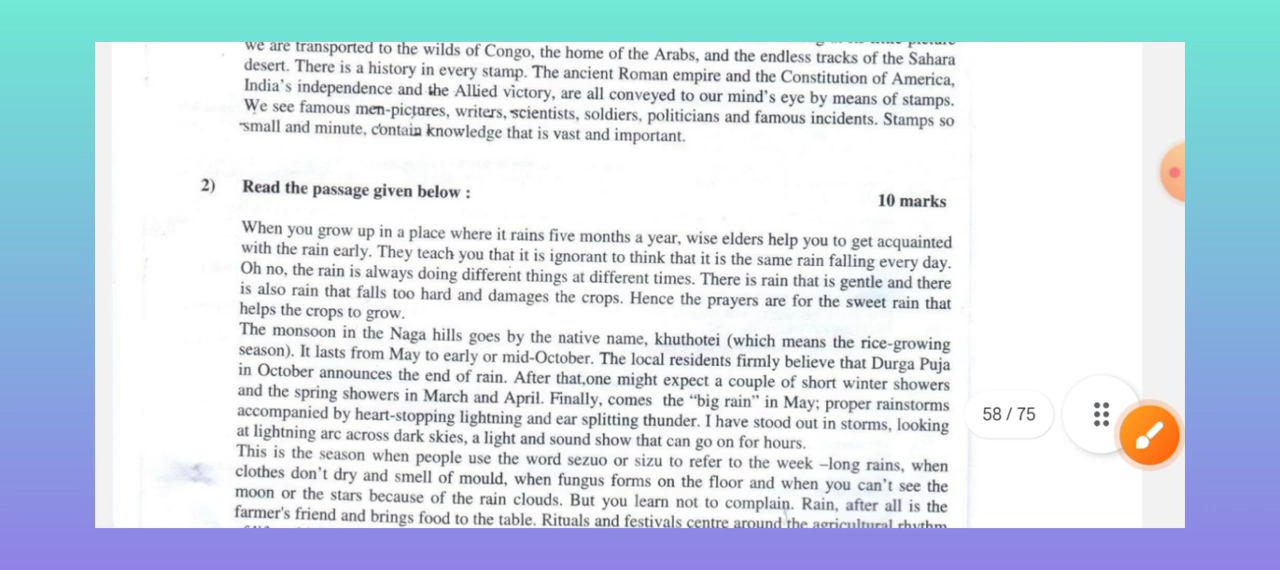 we are transported to the wilds of Congo, the home of the Arabs, and the endless tracks of the Sahara
desert. There is a history in every stamp. The ancient Roman empire and the Constitution of America,
India's independence and the Allied victory, are all conveyed to our mind's eye by means of stamps.
We see famous men-pictures, writers, scientists, soldiers, politicians and famous incidents. Stamps so
small and minute, contain knowledge that is vast and important.
2) Read the passage given below :
10 marks
When you grow up in a place where it rains five months a year, wise elders help you to get acquainted
with the rain early. They teach you that it is ignorant to think that it is the same rain falling every day.
Oh no, the rain is always doing different things at different times. There is rain that is gentle and there
is also rain that falls too hard and damages the crops. Hence the prayers are for the sweet rain that
helps the crops to grow.
The monsoon in the Naga hills goes by the native name, khuthotei (which means the rice-growing
season). It lasts from May to early or mid-October. The local residents firmly believe that Durga Puja
in October announces the end of rain. After that,one might expect a couple of short winter showers
and the spring showers in March and April. Finally, comes the “big rain” in May; proper rainstorms
accompanied by heart-stopping lightning and ear splitting thunder. I have stood out in storms, looking
at lightning arc across dark skies, a light and sound show that can go on for hours.
This is the season when people use the word sezuo or sizu to refer to the week –long rains, when
clothes don't dry and smell of mould, when fungus forms on the floor and when you can't see the
moon or the stars because of the rain clouds. But you learn not to complain. Rain, after all is the
farmer's friend and brings food to the table. Rituals and festivals centre around the agricultural rhythm
58 / 75